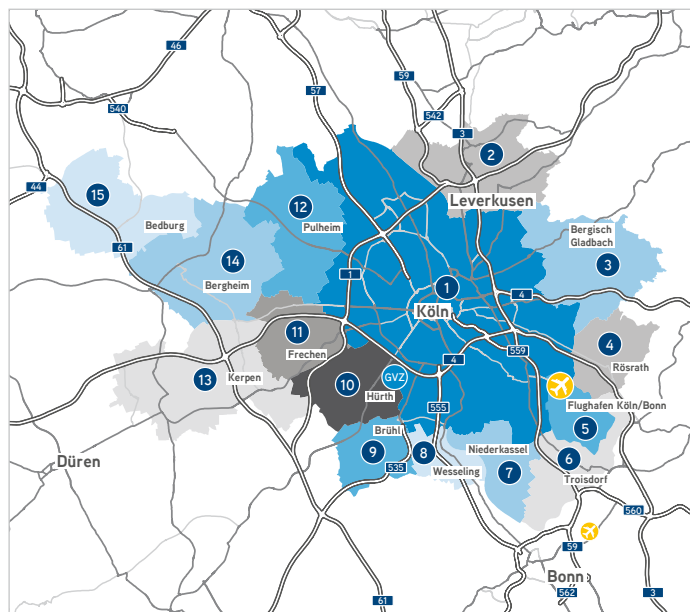 46
59
57
540
542
3
2
44
15
12
Leverkusen
Pulheim
Bedburg
Bergisch
Gladbach
61
14
3
1
Bergheim
1
4
Köln
11
559
4
Frechen
4
Rösrath
13
10
GVZ
Kerpen
Hürth
555
Flughafen Köln/Bonn
Brühl
5
9
8
Niederkassel
6
535
Wesseling
7
Düren
Troisdorf
560
59
Bonn
562
3
61